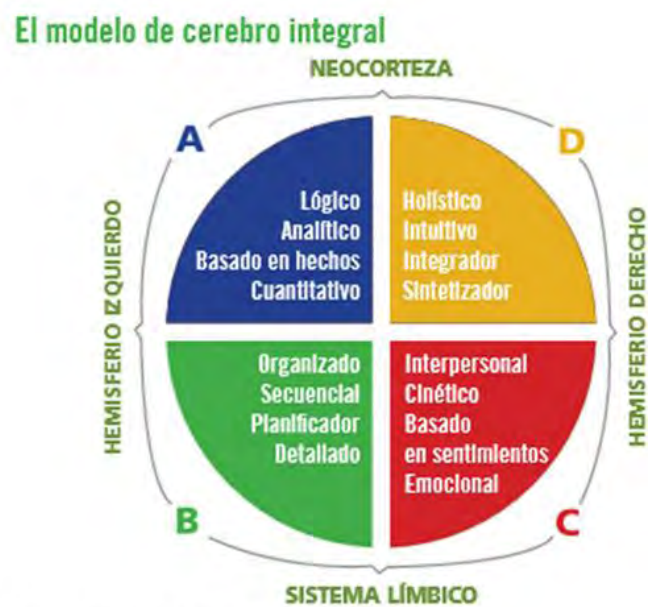 El modelo de cerebro integral
NEOCORTEZA
A
D
HEMISFERIO IZQUIERDO
Lógico
Analítico
Basado en hechos
Cuantitativo
Holístico
Intuitivo
Integrador
Sintetizador
HEMISFERIO DERECHO
Organizado
Secuencial
Planificador
Detallado
Interpersonal
Cinético
Basado
en sentimientos
Emocional
B
C
SISTEMA LÍMBICO